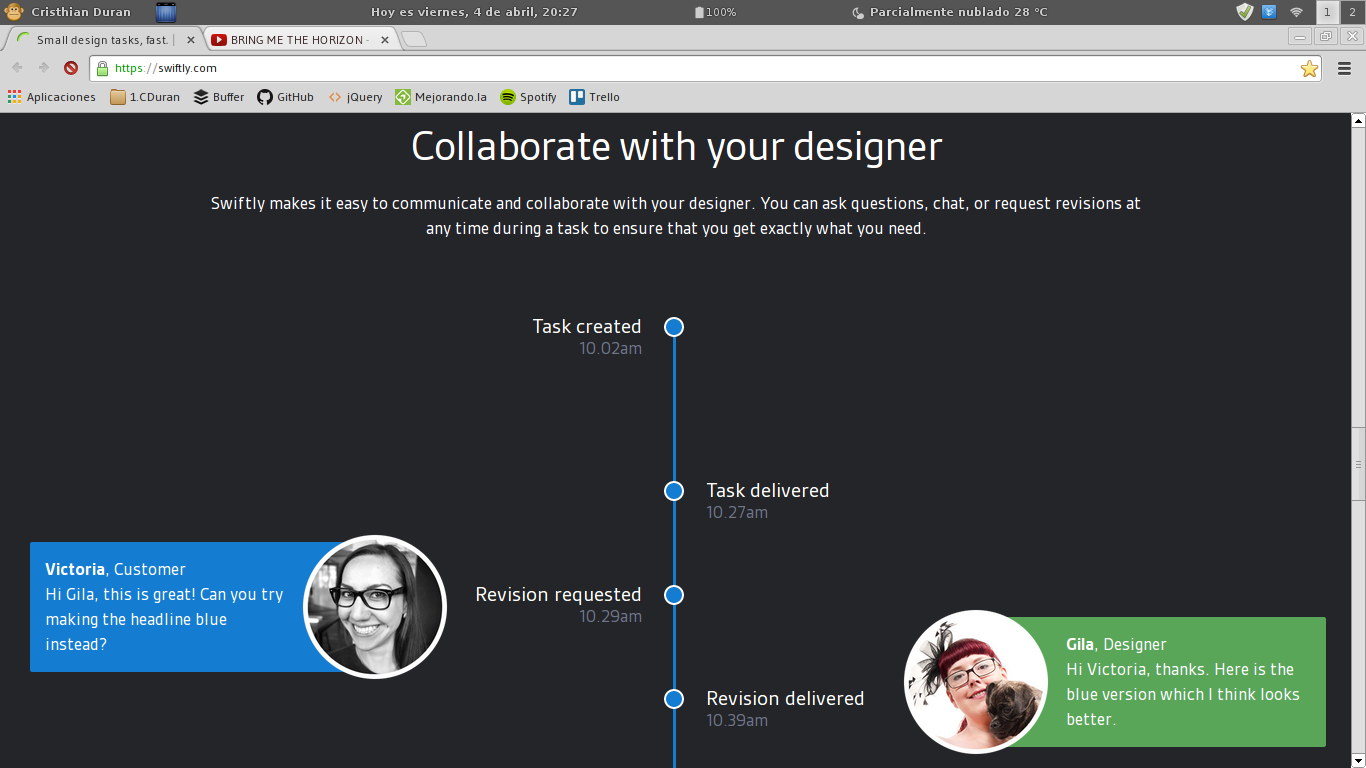 Cristhian Duran
Hoy es viernes, 4 de abril, 20:27
100%
Parcialmente nublado 28 °C
1
2
Small design tasks, fast. |
BRING ME THE HORIZON -
https://swiftly.com
Aplicaciones
1.CDuran
Buffer
GitHub
jQuery
Mejorando.la
Spotify
Trello
Collaborate with your designer
Swiftly makes it easy to communicate and collaborate with your designer. You can ask questions, chat, or request revisions at
any time during a task to ensure that you get exactly what you need.
Task created
10.02am
Task delivered
10.27am
Victoria, Customer
Hi Gila, this is great! Can you try
making the headline blue
instead?
Revision requested
10.29am
Gila, Designer
Hi Victoria, thanks. Here is the
blue version which I think looks
better.
Revision delivered
10.39am